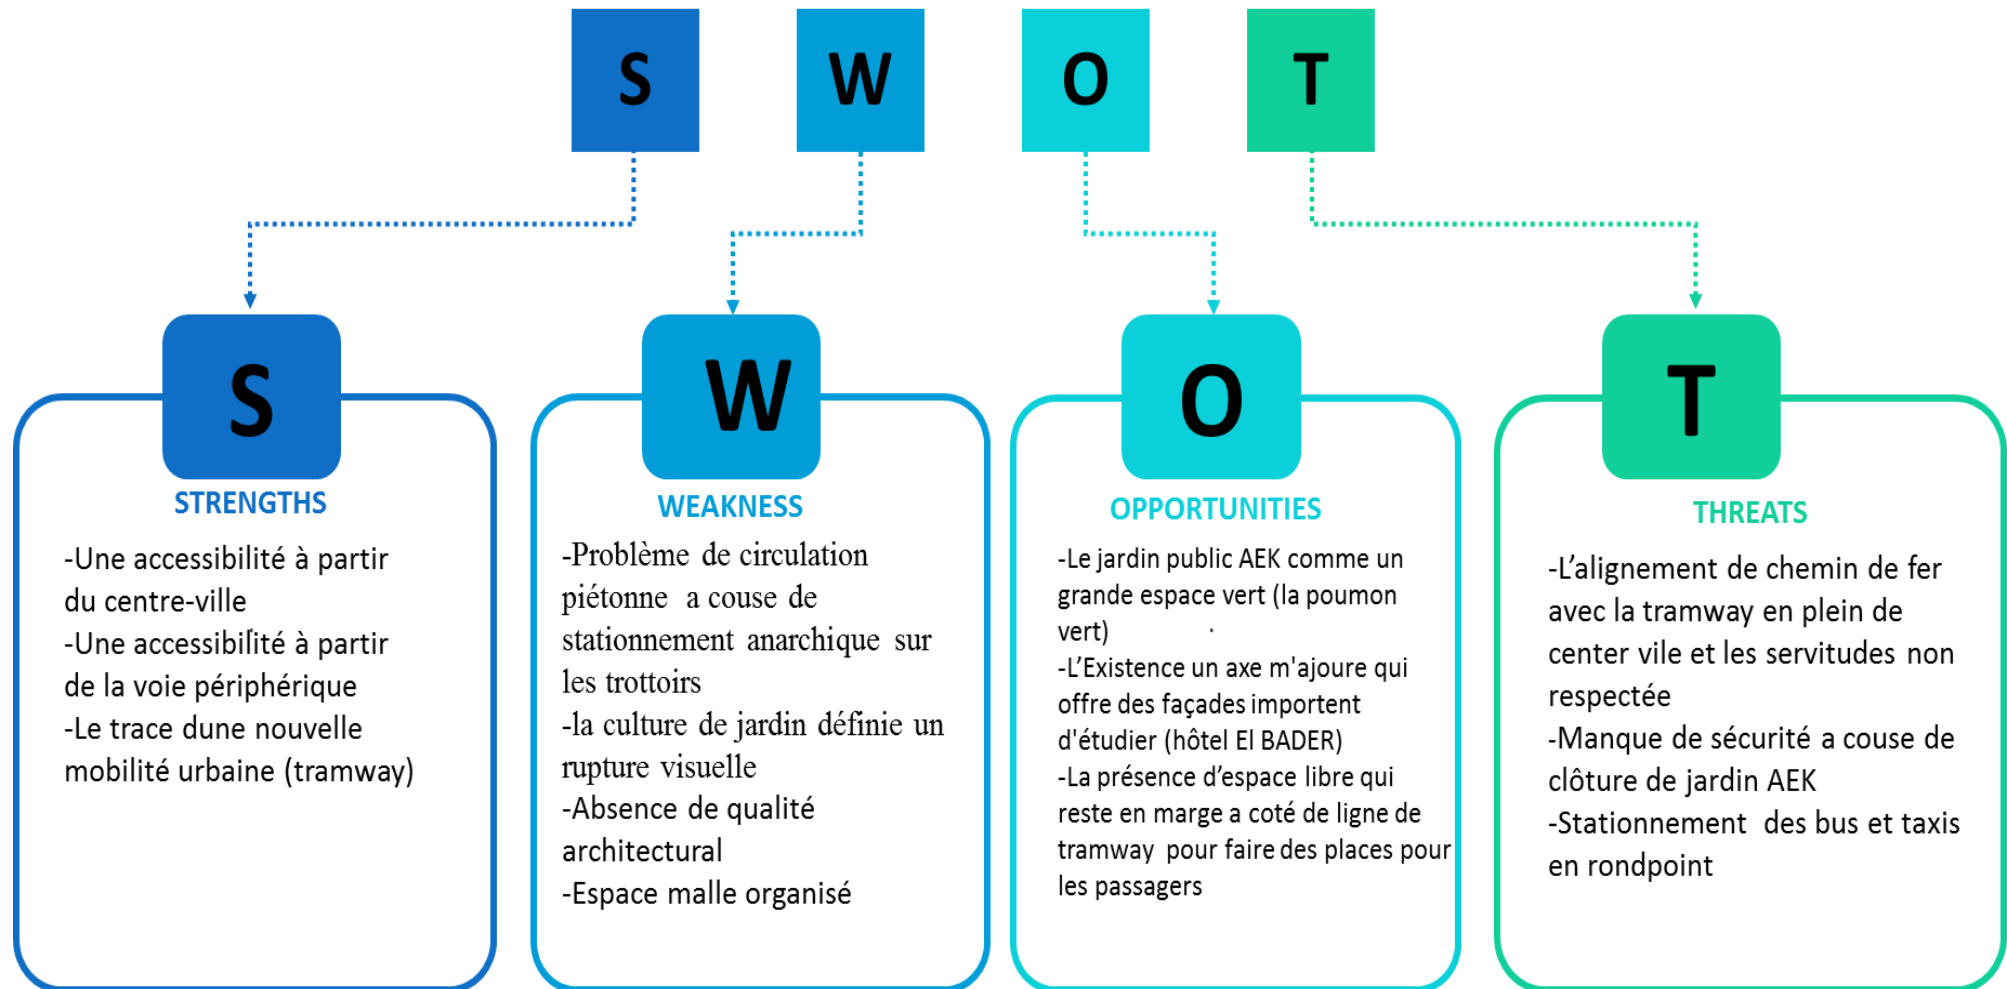 S
W
O
T
S
STRENGTHS
-Une accessibilité à partir
du centre-ville
-Une accessibilité à partir
de la voie périphérique
-Le trace dune nouvelle
mobilité urbaine (tramway)
W
WEAKNESS
-Problème de circulation
piétonne a couse de
stationnement anarchique sur
les trottoirs
-la culture de jardin définie un
rupture visuelle
-Absence de qualité
architectural
-Espace malle organisé
O
OPPORTUNITIES
-Le jardin public AEK comme un
grande espace vert (la poumon
vert)
-L’Existence un axe m'ajoure qui
offre des façades importent
d'étudier (hôtel El BADER)
-La présence d’espace libre qui
reste en marge a coté de ligne de
tramway pour faire des places pour
les passagers
T
THREATS
-L’alignement de chemin de fer
avec la tramway en plein de
center vile et les servitudes non
respectée
-Manque de sécurité a couse de
clôture de jardin AEK
-Stationnement des bus et taxis
en rondpoint